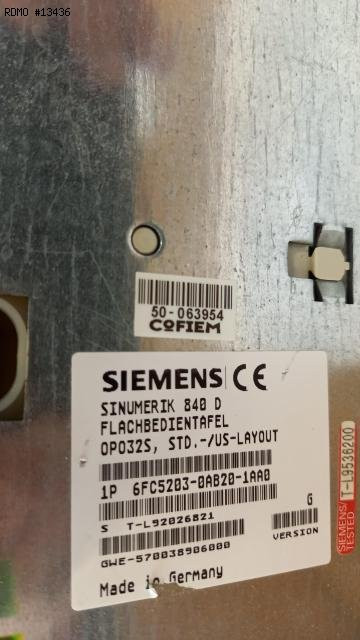 RDMO #13436
50-063954
COFIEM
SIEMENS CE
SINUMERIK 840 D
FLACHBEDIENTAFEL
OP032S, STD.-/US-LAYOUT
1P 6FC5203-0AB20-1AA0
S T-L92026821
G
GWE-570038906000
VERSION
Made in Germany
SIEMENS/
TESTED
T-L9536200